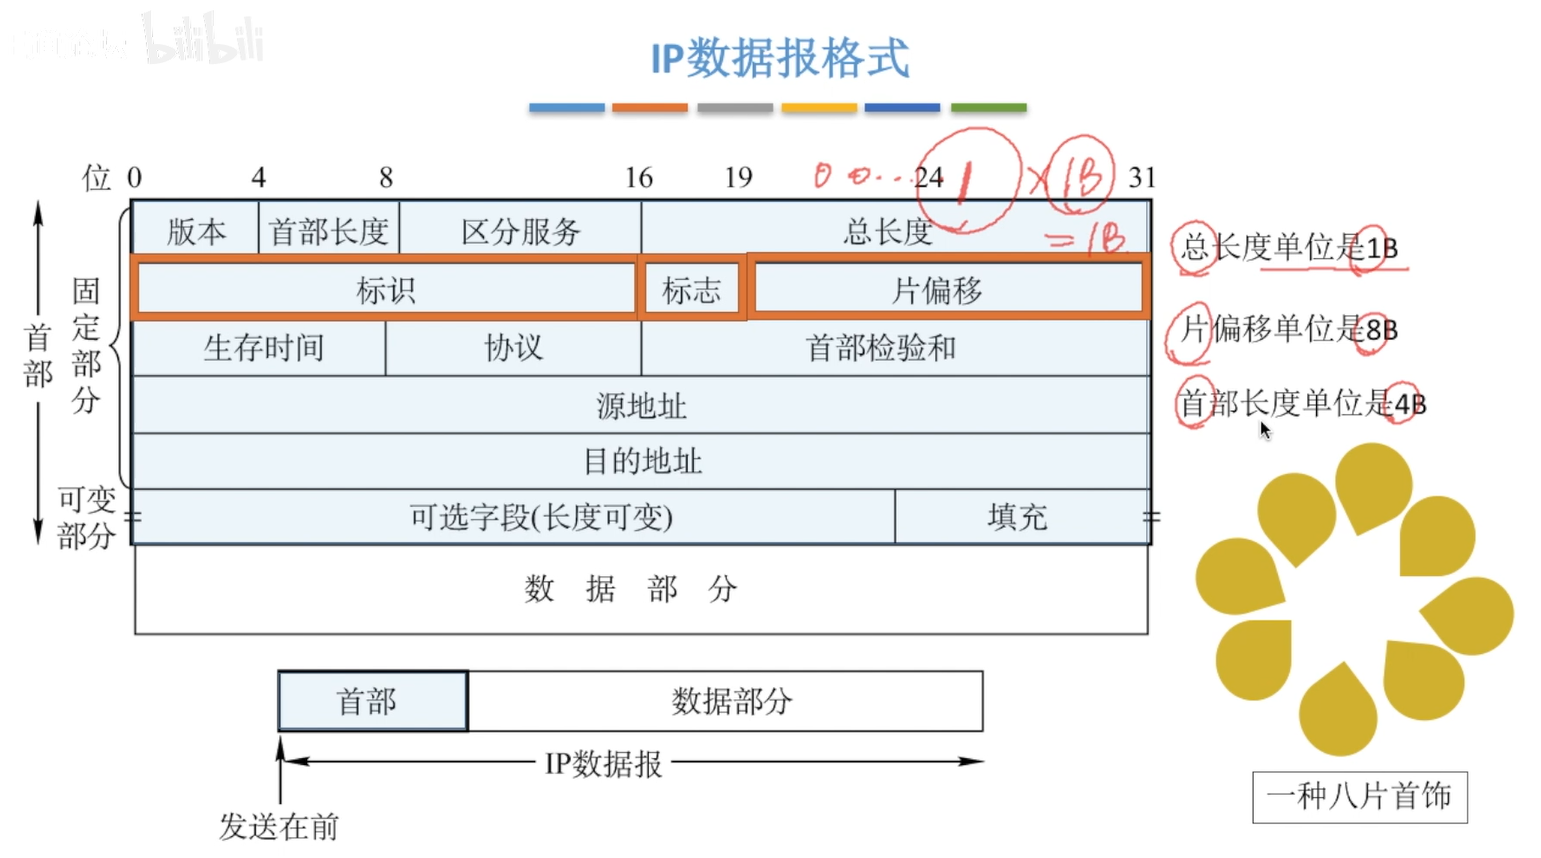 bilibili
IP数据报格式
位 0 4 8 16 19 24 31
0 0 ... 1 × 1B
= 1B
版本 首部长度 区分服务 总长度
标识 标志 片偏移
生存时间 协议 首部检验和
源地址
目的地址
可选字段(长度可变) 填充
数 据 部 分
首部
固定部分
可变部分
总长度单位是1B
片偏移单位是8B
首部长度单位是4B
一种八片首饰
首部 数据部分
IP数据报
发送在前